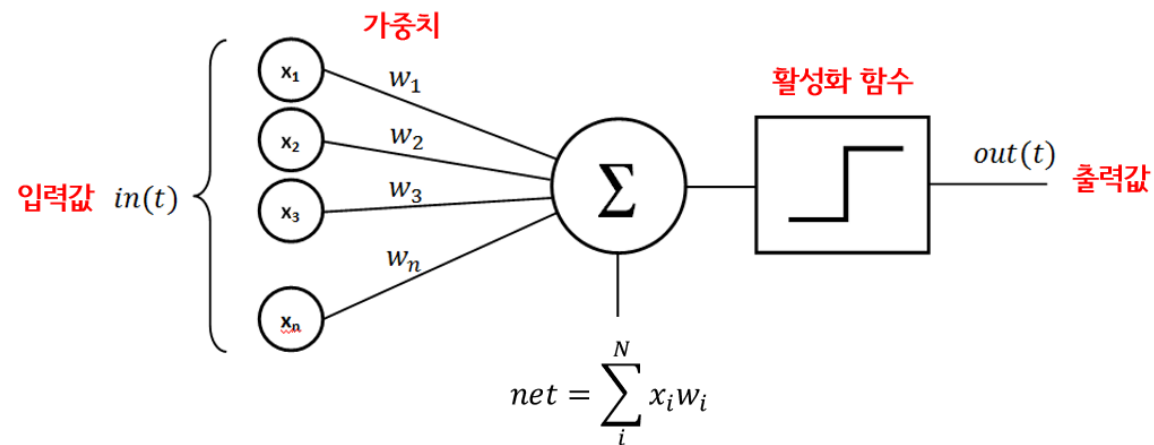 가중치
x₁
w₁
활성화 함수
x₂
w₂
Σ
out(t)
출력값
입력값 in(t)
w₃
x₃
wₙ
xₙ
net = ∑ᵢᴺ xᵢwᵢ